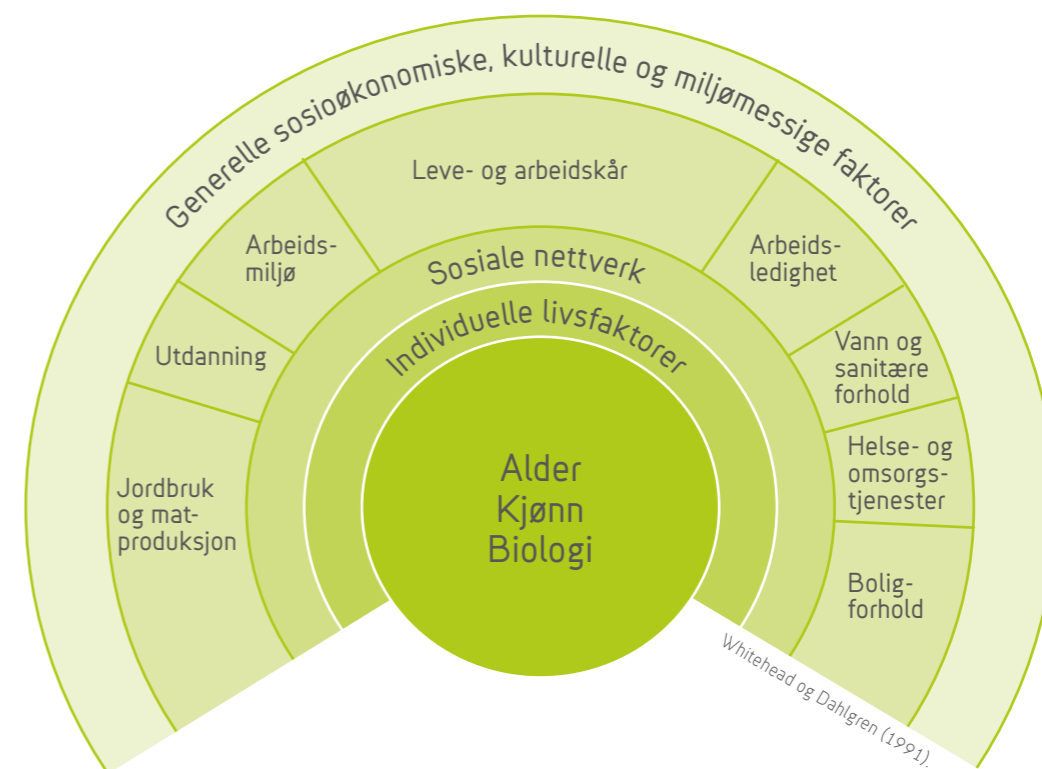 Generelle sosioøkonomiske, kulturelle og miljømessige faktorer
Leve- og arbeidskår
Arbeids-
miljø
Arbeids-
ledighet
Sosiale nettverk
Individuelle livsfaktorer
Utdanning
Vann og
sanitære
forhold
Jordbruk
og mat-
produksjon
Alder
Kjønn
Biologi
Helse- og
omsorgs-
tjenester
Bolig-
forhold
Whitehead og Dahlgren (1991).